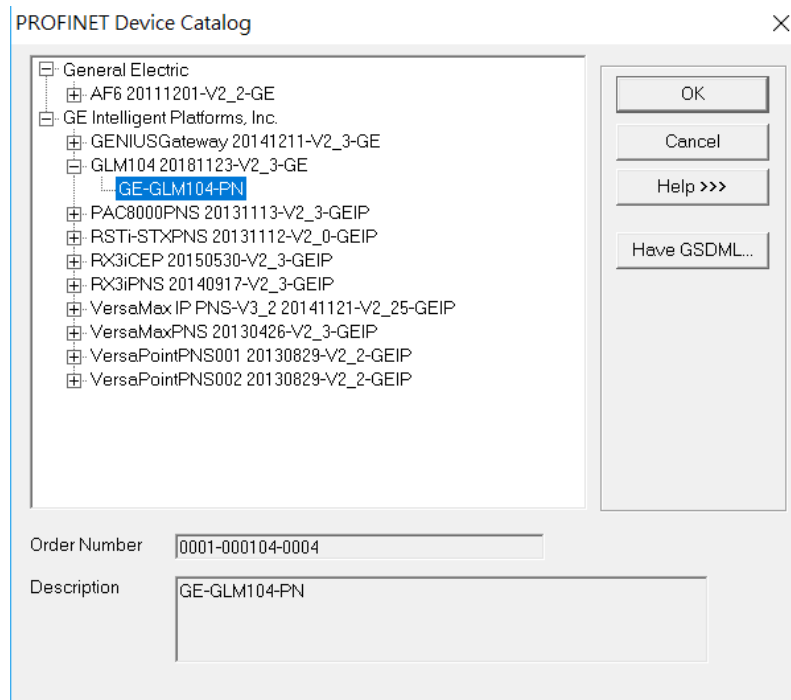 PROFINET Device Catalog
General Electric
AF6 20111201-V2_2-GE
GE Intelligent Platforms, Inc.
GENIUSGateway 20141211-V2_3-GE
GLM104 20181123-V2_3-GE
GE-GLM104-PN
PAC8000PNS 20131113-V2_3-GEIP
RSTi-STXPNS 20131112-V2_0-GEIP
RX3iCEP 20150530-V2_3-GEIP
RX3iPNS 20140917-V2_3-GEIP
VersaMax IP PNS-V3_2 20141121-V2_25-GEIP
VersaMaxPNS 20130426-V2_3-GEIP
VersaPointPNS001 20130829-V2_2-GEIP
VersaPointPNS002 20130829-V2_2-GEIP
OK
Cancel
Help >>>
Have GSDML...
Order Number 0001-000104-0004
Description GE-GLM104-PN